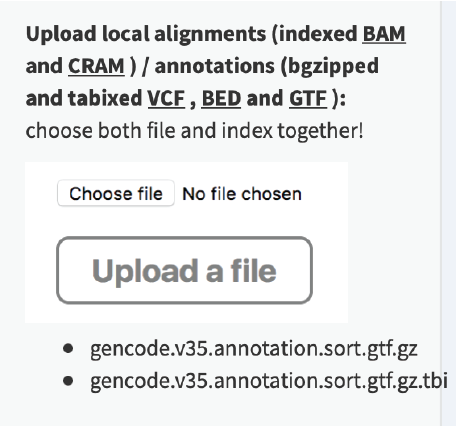 Upload local alignments (indexed BAM
and CRAM ) / annotations (bgzipped
and tabixed VCF , BED and GTF ):
choose both file and index together!
Choose file No file chosen
Upload a file
• gencode.v35.annotation.sort.gtf.gz
• gencode.v35.annotation.sort.gtf.gz.tbi